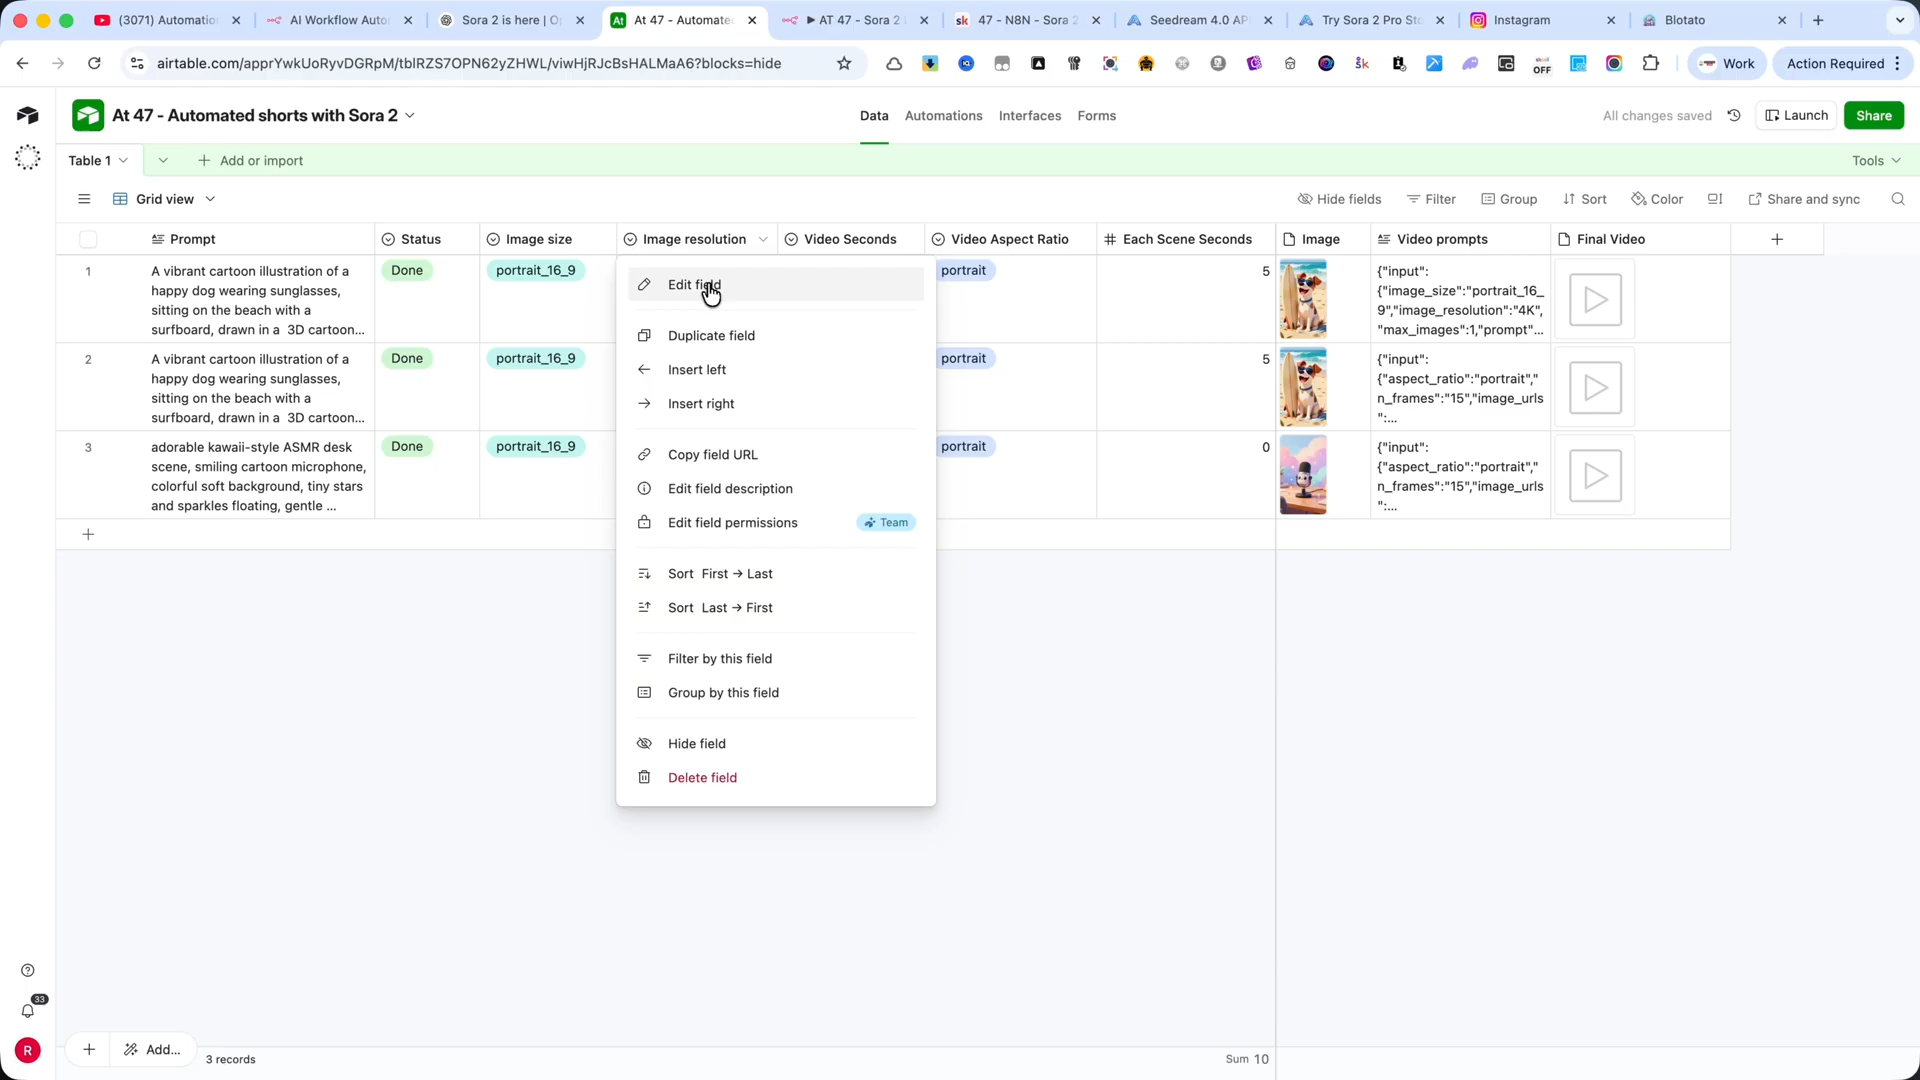 (3071) Automation
AI Workflow Auto
Sora 2 is here | Op
At 47 - Automate
▶ AT 47 - Sora 2
47 - N8N - Sora 2
Seedream 4.0 AP
Try Sora 2 Pro Sto
Instagram
Blotato
airtable.com/apprYwkUoRyvDGRpM/tblRZS7OPN62yZHWL/viwHjRJcBsHALMaA6?blocks=hide
OFF
Work
Action Required
At 47 - Automated shorts with Sora 2
Data
Automations
Interfaces
Forms
All changes saved
Launch
Share
Table 1
Add or import
Tools
Grid view
Hide fields
Filter
Group
Sort
Color
Share and sync
Prompt
Status
Image size
Image resolution
Video Seconds
Video Aspect Ratio
Each Scene Seconds
Image
Video prompts
Final Video
1
A vibrant cartoon illustration of a
happy dog wearing sunglasses,
sitting on the beach with a
surfboard, drawn in a 3D cartoon...
Done
portrait_16_9
portrait
5
{"input":
{"image_size":"portrait_16_
9","image_resolution":"4K",
"max_images":1,"prompt"...
2
A vibrant cartoon illustration of a
happy dog wearing sunglasses,
sitting on the beach with a
surfboard, drawn in a 3D cartoon...
Done
portrait_16_9
portrait
5
{"input":
{"aspect_ratio":"portrait","
n_frames":"15","image_urls
":...
3
adorable kawaii-style ASMR desk
scene, smiling cartoon microphone,
colorful soft background, tiny stars
and sparkles floating, gentle ...
Done
portrait_16_9
portrait
0
{"input":
{"aspect_ratio":"portrait","
n_frames":"15","image_urls
":...
Edit field
Duplicate field
Insert left
Insert right
Copy field URL
Edit field description
Edit field permissions
Team
Sort First → Last
Sort Last → First
Filter by this field
Group by this field
Hide field
Delete field
33
R
Add...
3 records
Sum 10